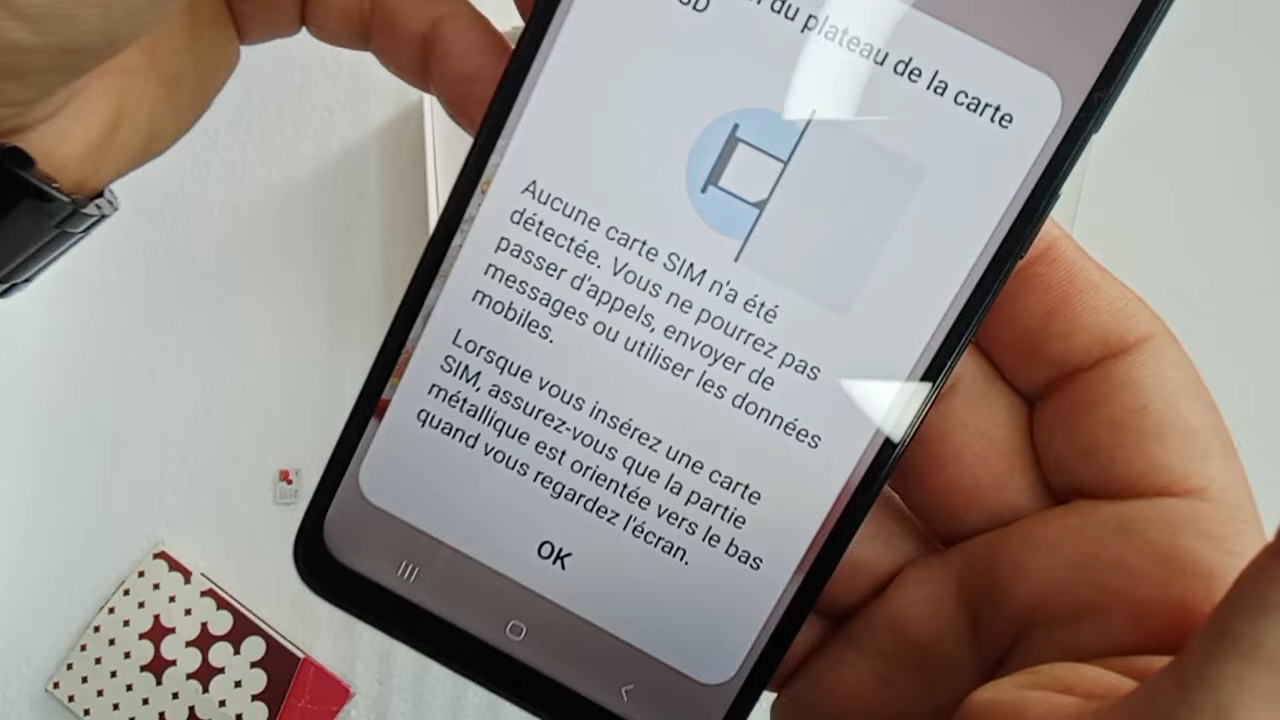 du plateau de la carte
SD
Aucune carte SIM n'a été
détectée. Vous ne pourrez pas
passer d'appels, envoyer de
messages ou utiliser les données
mobiles.
Lorsque vous insérez une carte
SIM, assurez-vous que la partie
métallique est orientée vers le bas
quand vous regardez l'écran.
OK